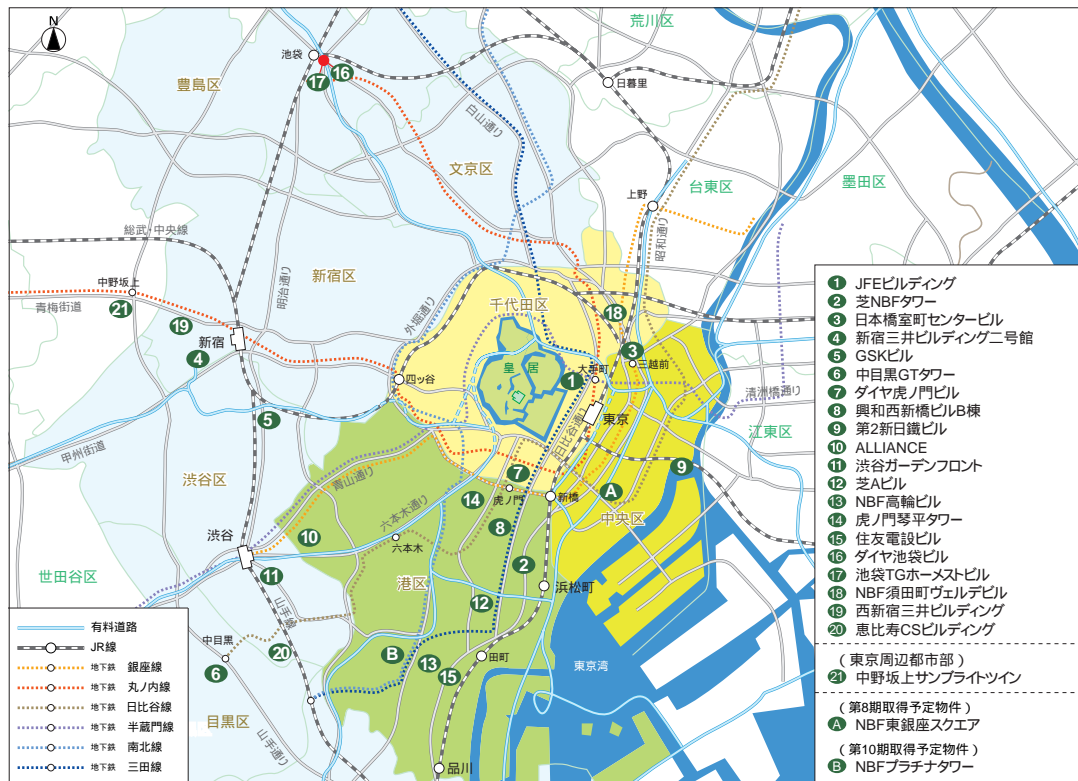 N
荒川区
池袋
16
17
豊島区
日暮里
白山通り
文京区
台東区
墨田区
上野
昭和通り
総武・中央線
新宿区
明治通り
外堀通り
中野坂上
青梅街道
21
19
新宿
4
千代田区
18
3
三越前
皇居
大手町
1
四ッ谷
東京
日比谷通り
清洲橋通り
江東区
5
甲州街道
渋谷区
青山通り
7
虎ノ門
14
新橋
A
9
中央区
六本木通り
8
10
六本木
渋谷
11
2
港区
浜松町
世田谷区
12
山手線
中目黒
20
6
B
13
15
田町
東京湾
目黒区
山手通り
品川
有料道路
JR線
地下鉄 銀座線
地下鉄 丸ノ内線
地下鉄 日比谷線
地下鉄 半蔵門線
地下鉄 南北線
地下鉄 三田線
1 JFEビルディング
2 芝NBFタワー
3 日本橋室町センタービル
4 新宿三井ビルディング二号館
5 GSKビル
6 中目黒GTタワー
7 ダイヤ虎ノ門ビル
8 興和西新橋ビルB棟
9 第2新日鐵ビル
10 ALLIANCE
11 渋谷ガーデンフロント
12 芝Aビル
13 NBF高輪ビル
14 虎ノ門琴平タワー
15 住友電設ビル
16 ダイヤ池袋ビル
17 池袋TGホーメストビル
18 NBF須田町ヴェルデビル
19 西新宿三井ビルディング
20 恵比寿CSビルディング
(東京周辺都市部)
21 中野坂上サンブライトツイン
(第8期取得予定物件)
A NBF東銀座スクエア
(第10期取得予定物件)
B NBFプラチナタワー